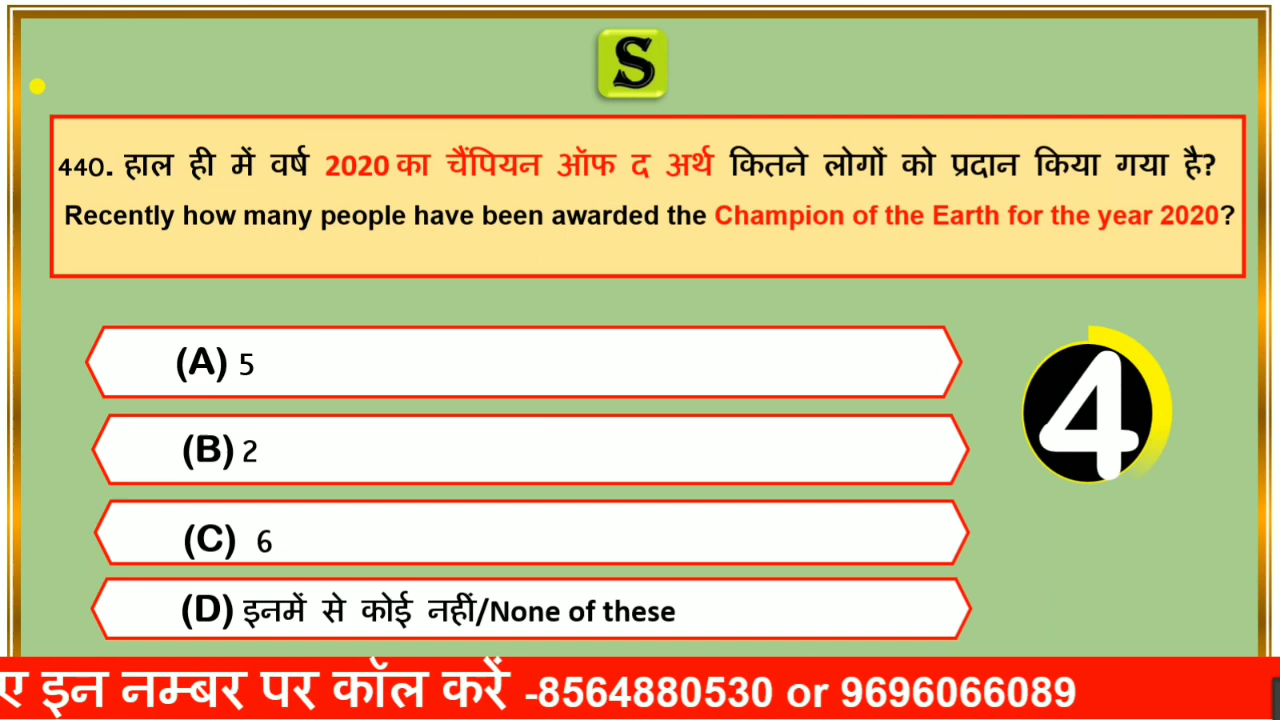 S
440. हाल ही में वर्ष 2020 का चैंपियन ऑफ द अर्थ कितने लोगों को प्रदान किया गया है?
Recently how many people have been awarded the Champion of the Earth for the year 2020?
(A) 5
4
(B) 2
(C) 6
(D) इनमें से कोई नहीं/None of these
ए इन नम्बर पर कॉल करें -8564880530 or 9696066089